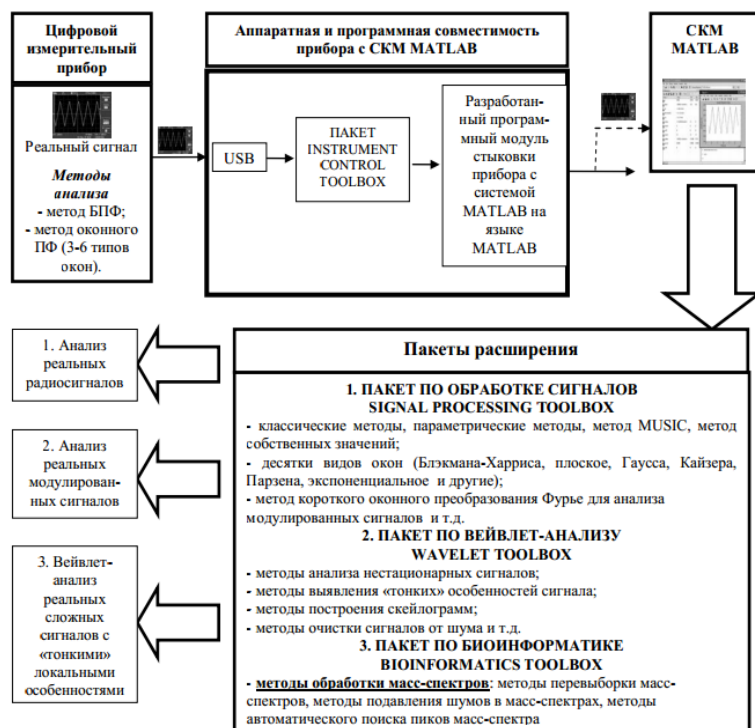 Цифровой
измерительный
прибор
Реальный сигнал
Методы
анализа
- метод БПФ;
- метод оконного
ПФ (3-6 типов
окон).
Аппаратная и программная совместимость
прибора с СКМ MATLAB
USB
ПАКЕТ
INSTRUMENT
CONTROL
TOOLBOX
Разработан-
ный програм-
мный модуль
стыковки
прибора с
системой
MATLAB на
языке
MATLAB
СКМ
MATLAB
1. Анализ
реальных
радиосигналов
2. Анализ
реальных
модулирован-
ных сигналов
3. Вейвлет-
анализ
реальных
сложных
сигналов с
«тонкими»
локальными
особенностями
Пакеты расширения
1. ПАКЕТ ПО ОБРАБОТКЕ СИГНАЛОВ
SIGNAL PROCESSING TOOLBOX
- классические методы, параметрические методы, метод MUSIC, метод
собственных значений;
- десятки видов окон (Блэкмана-Харриса, плоское, Гаусса, Кайзера,
Парзена, экспоненциальное и другие);
- метод короткого оконного преобразования Фурье для анализа
модулированных сигналов и т.д.
2. ПАКЕТ ПО ВЕЙВЛЕТ-АНАЛИЗУ
WAVELET TOOLBOX
- методы анализа нестационарных сигналов;
- методы выявления «тонких» особенностей сигнала;
- методы построения скейлограмм;
- методы очистки сигналов от шума и т.д.
3. ПАКЕТ ПО БИОИНФОРМАТИКЕ
BIOINFORMATICS TOOLBOX
- методы обработки масс-спектров: методы перевыборки масс-
спектров, методы подавления шумов в масс-спектрах, методы
автоматического поиска пиков масс-спектра